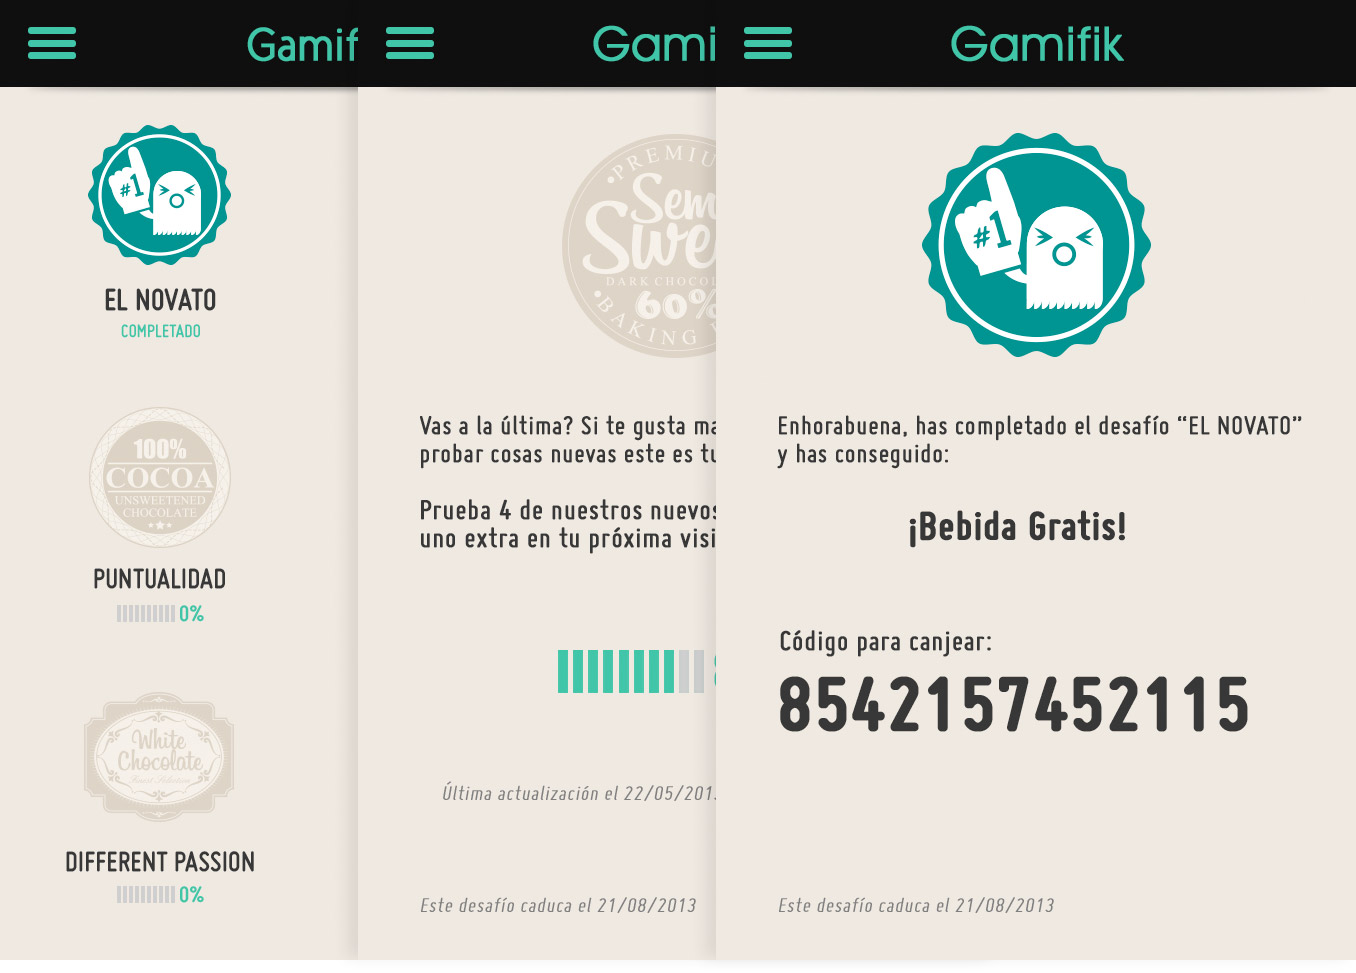 Gamif
#1
EL NOVATO
COMPLETADO
100%
COCOA
UNSWEETENED
CHOCOLATE
PUNTUALIDAD
0%
White
Chocolate
Finest Selection
DIFFERENT PASSION
0%
Gami
PREMIU
Sem
Swe
DARK CHOCOL
60%
BAKING
Vas a la última? Si te gusta ma
probar cosas nuevas este es tu
Prueba 4 de nuestros nuevos
uno extra en tu próxima visi
Última actualización el 22/05/2013
Este desafío caduca el 21/08/2013
Gamifik
#1
Enhorabuena, has completado el desafío “EL NOVATO”
y has conseguido:
¡Bebida Gratis!
Código para canjear:
8542157452115
Este desafío caduca el 21/08/2013